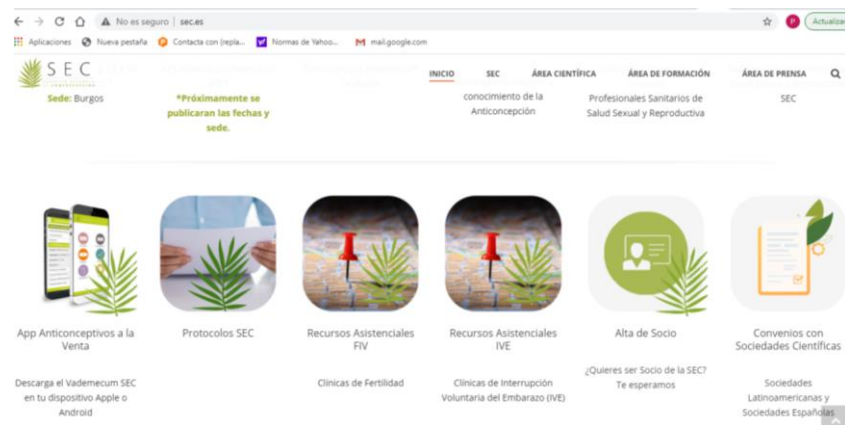 No es seguro | sec.es
Actualizar
Aplicaciones Nueva pestaña Contacta con (repla... Normas de Yahoo... mail.google.com
SEC
INICIO SEC ÁREA CIENTÍFICA ÁREA DE FORMACIÓN ÁREA DE PRENSA
Sede: Burgos
*Próximamente se
publicaran las fechas y
sede.
conocimiento de la
Anticoncepción
Profesionales Sanitarios de
Salud Sexual y Reproductiva
SEC
App Anticonceptivos a la
Venta
Descarga el Vademecum SEC
en tu dispositivo Apple o
Android
Protocolos SEC
Recursos Asistenciales
FIV
Clínicas de Fertilidad
Recursos Asistenciales
IVE
Clínicas de Interrupción
Voluntaria del Embarazo (IVE)
Alta de Socio
¿Quieres ser Socio de la SEC?
Te esperamos
Convenios con
Sociedades Científicas
Sociedades
Latinoamericanas y
Sociedades Españolas